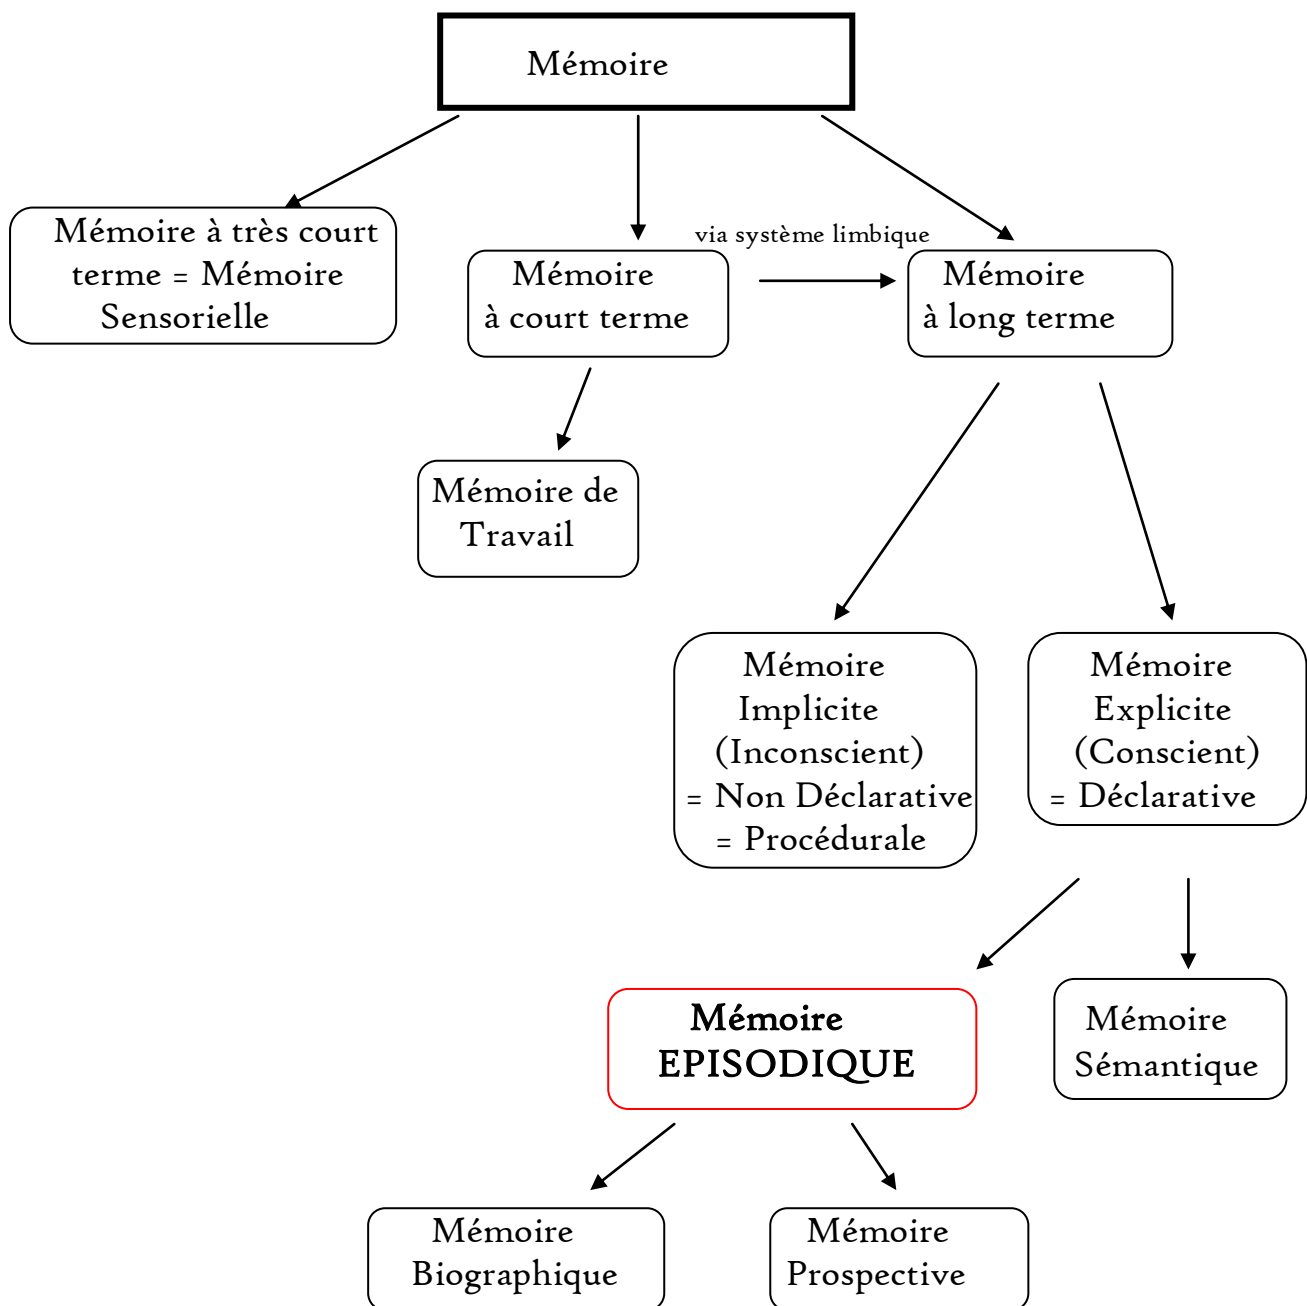 Mémoire
Mémoire à très court
terme = Mémoire
Sensorielle
via système limbique
Mémoire
à court terme
Mémoire
à long terme
Mémoire de
Travail
Mémoire
Implicite
(Inconscient)
= Non Déclarative
= Procédurale
Mémoire
Explicite
(Conscient)
= Déclarative
Mémoire
EPISODIQUE
Mémoire
Sémantique
Mémoire
Biographique
Mémoire
Prospective